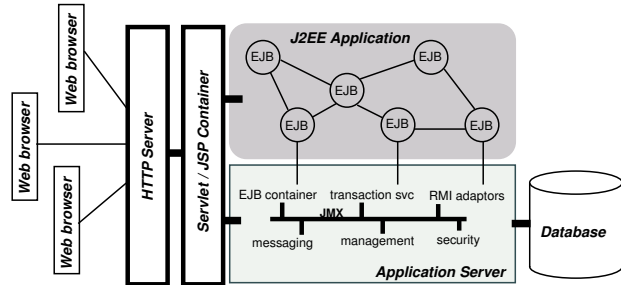 Web browser
Web browser
Web browser
HTTP Server
Servlet / JSP Container
J2EE Application
EJB
EJB
EJB
EJB
EJB
EJB
EJB container
transaction svc
RMI adaptors
JMX
messaging
management
security
Application Server
Database